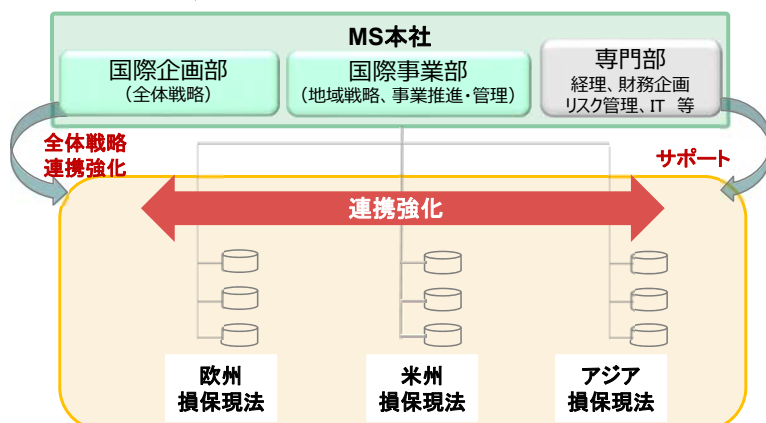 MS本社
国際企画部
（全体戦略）
国際事業部
（地域戦略、事業推進・管理）
専門部
経理、財務企画
リスク管理、IT 等
全体戦略
連携強化
サポート
連携強化
欧州
損保現法
米州
損保現法
アジア
損保現法